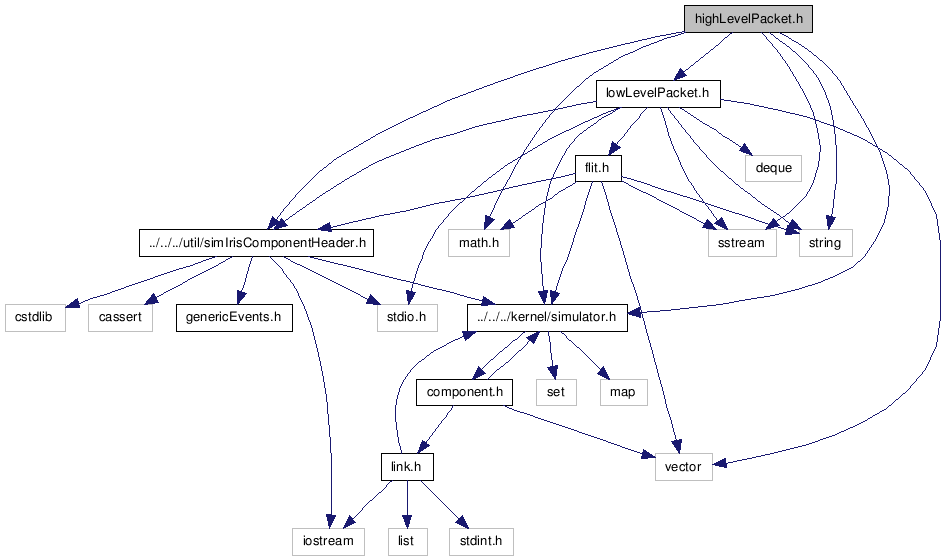 highLevelPacket.h
lowLevelPacket.h
flit.h
deque
../../../util/simIrisComponentHeader.h
math.h
sstream
string
cstdlib
cassert
genericEvents.h
stdio.h
../../../kernel/simulator.h
component.h
set
map
link.h
vector
iostream
list
stdint.h